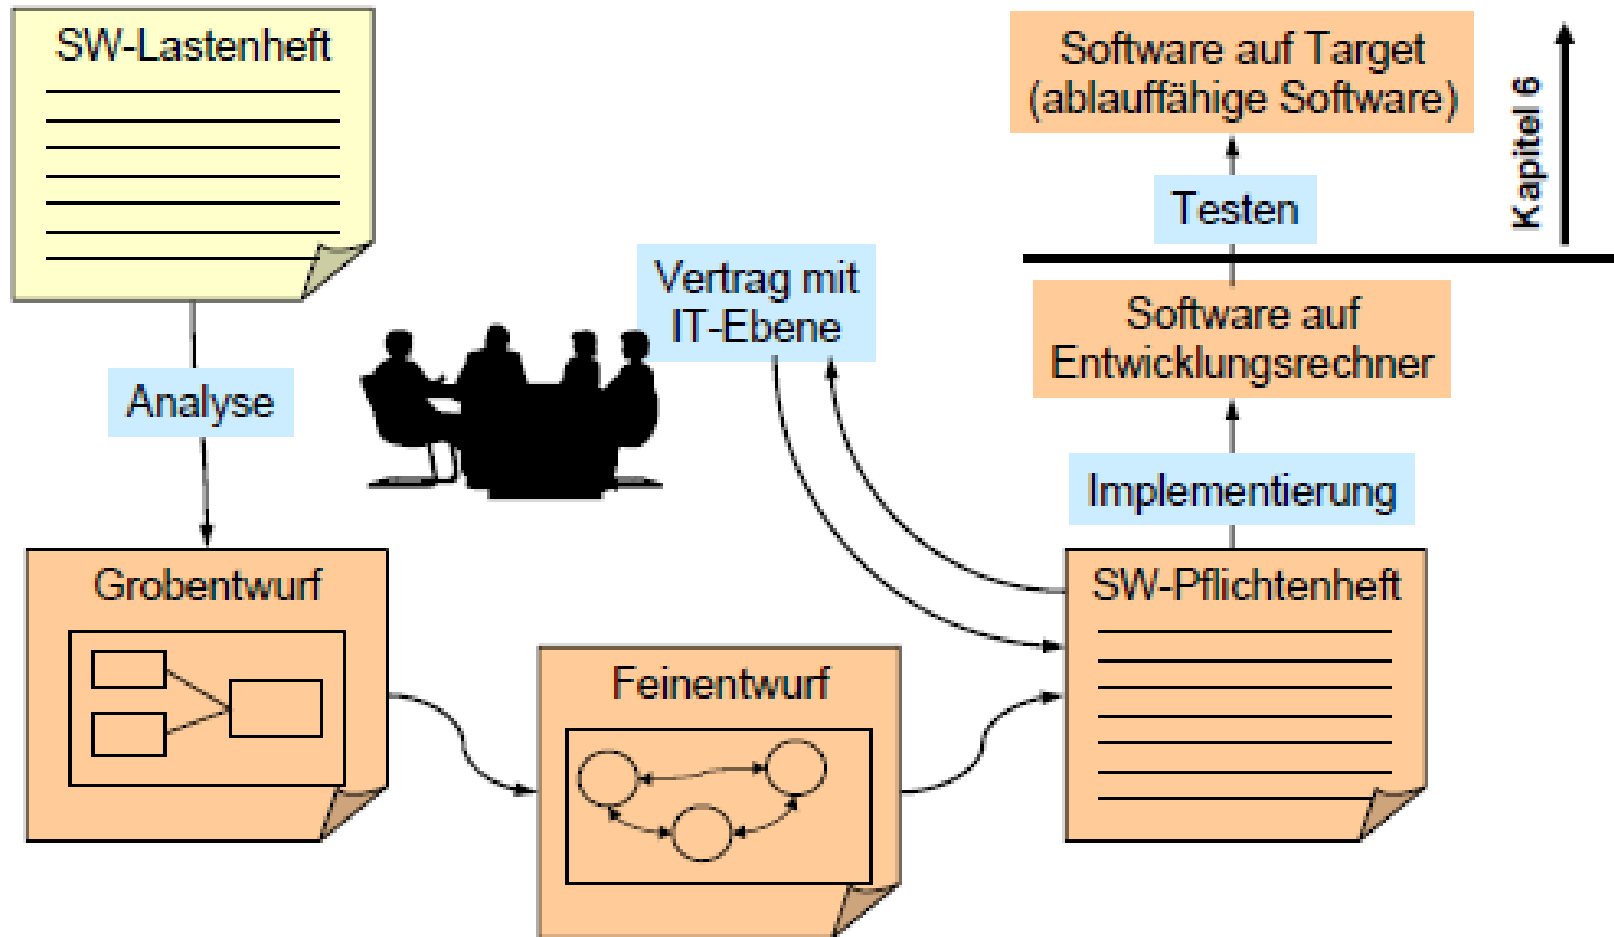 SW-Lastenheft
Analyse
Grobentwurf
Feinentwurf
Vertrag mit
IT-Ebene
SW-Pflichtenheft
Implementierung
Software auf
Entwicklungsrechner
Testen
Software auf Target
(ablauffähige Software)
Kapitel 6